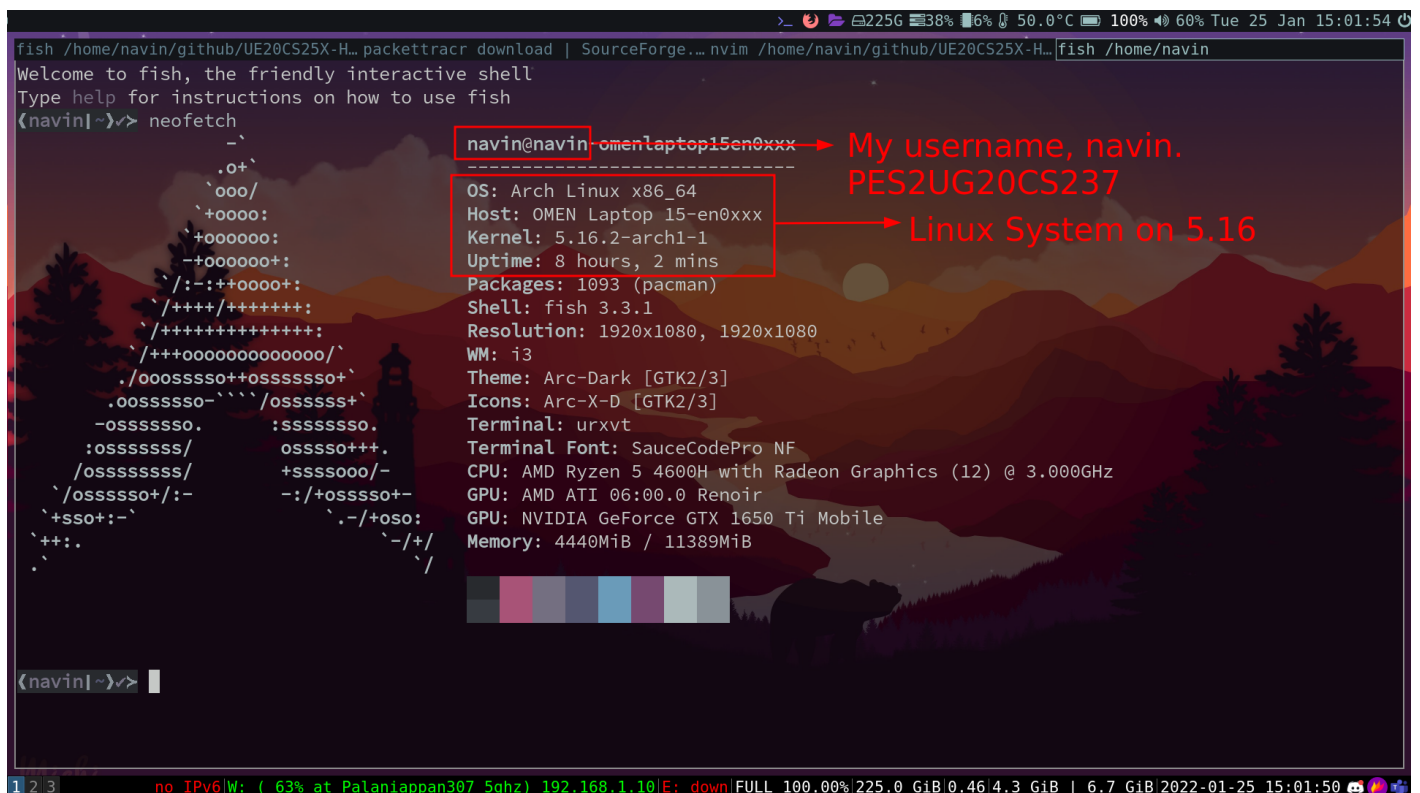 225G 38% 6% 50.0°C 100% 60% Tue 25 Jan 15:01:54
fish /home/navin/github/UE20CS25X-H… packettracr download | SourceForge.… nvim /home/navin/github/UE20CS25X-H… fish /home/navin
Welcome to fish, the friendly interactive shell
Type help for instructions on how to use fish
navin|~ neofetch
navin@navin-omenlaptop15en0xxx
-------------------------------
My username, navin.
PES2UG20CS237
OS: Arch Linux x86_64
Host: OMEN Laptop 15-en0xxx
Linux System on 5.16
Kernel: 5.16.2-arch1-1
Uptime: 8 hours, 2 mins
Packages: 1093 (pacman)
Shell: fish 3.3.1
Resolution: 1920x1080, 1920x1080
WM: i3
Theme: Arc-Dark [GTK2/3]
Icons: Arc-X-D [GTK2/3]
Terminal: urxvt
Terminal Font: SauceCodePro NF
CPU: AMD Ryzen 5 4600H with Radeon Graphics (12) @ 3.000GHz
GPU: AMD ATI 06:00.0 Renoir
GPU: NVIDIA GeForce GTX 1650 Ti Mobile
Memory: 4440MiB / 11389MiB
navin|~
1 2 3 no IPv6|W: ( 63% at Palaniappan307_5ghz) 192.168.1.10|E: down|FULL 100.00%|225.0 GiB|0.46|4.3 GiB | 6.7 GiB|2022-01-25 15:01:50